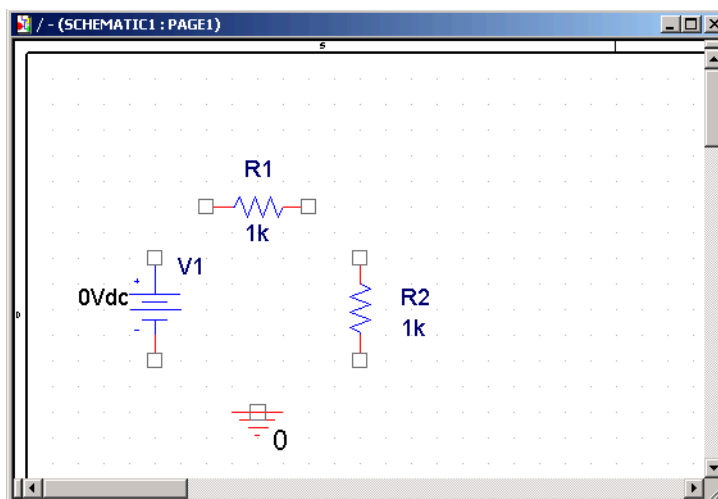 / - (SCHEMATIC1 : PAGE1)
5
R1
1k
V1
+
0Vdc
-
R2
1k
D
0